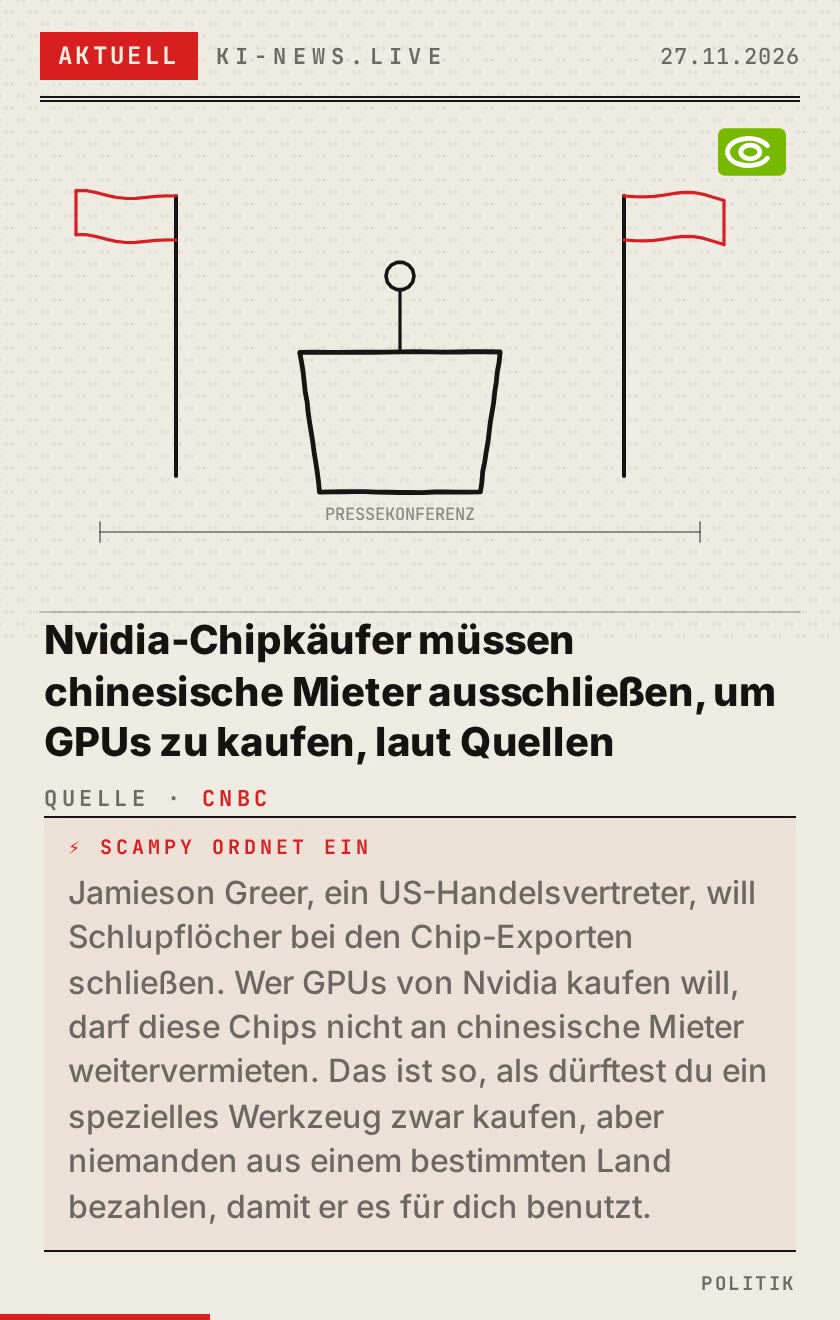 AKTUELL KI-NEWS.LIVE 27.11.2026
PRESSEKONFERENZ
Nvidia-Chipkäufer müssen
chinesische Mieter ausschließen, um
GPUs zu kaufen, laut Quellen
QUELLE · CNBC
⚡ SCAMPY ORDNET EIN
Jamieson Greer, ein US-Handelsvertreter, will
Schlupflöcher bei den Chip-Exporten
schließen. Wer GPUs von Nvidia kaufen will,
darf diese Chips nicht an chinesische Mieter
weitervermieten. Das ist so, als dürftest du ein
spezielles Werkzeug zwar kaufen, aber
niemanden aus einem bestimmten Land
bezahlen, damit er es für dich benutzt.
POLITIK